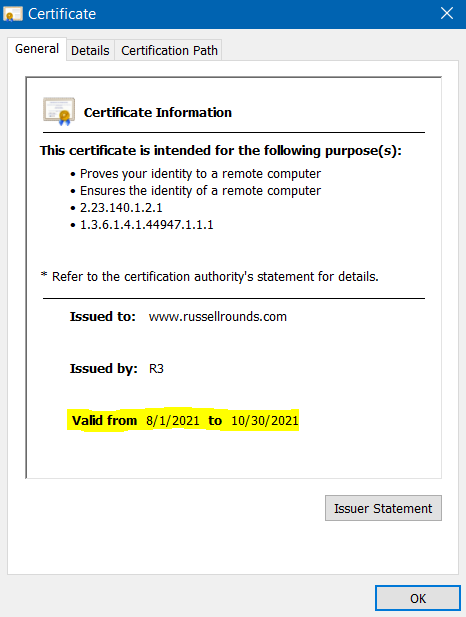 Certificate
General
Details
Certification Path
Certificate Information
This certificate is intended for the following purpose(s):
• Proves your identity to a remote computer
• Ensures the identity of a remote computer
• 2.23.140.1.2.1
• 1.3.6.1.4.1.44947.1.1.1
* Refer to the certification authority's statement for details.
Issued to: www.russellrounds.com
Issued by: R3
Valid from 8/1/2021 to 10/30/2021
Issuer Statement
OK